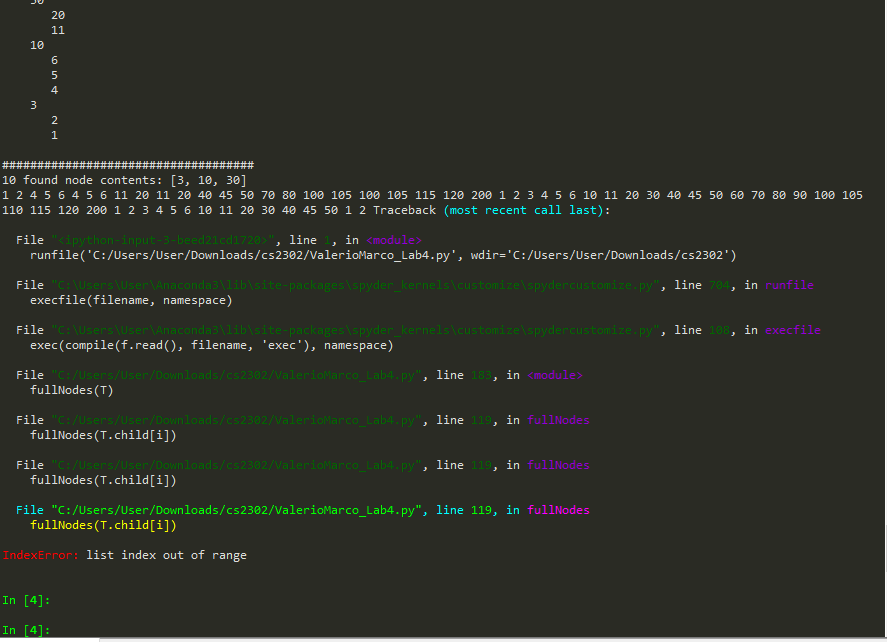 20
11
10
6
5
4
3
2
1
####################################
10 found node contents: [3, 10, 30]
1 2 4 5 6 4 5 6 11 20 11 20 40 45 50 70 80 100 105 100 105 115 120 200 1 2 3 4 5 6 10 11 20 30 40 45 50 60 70 80 90 100 105
110 115 120 200 1 2 3 4 5 6 10 11 20 30 40 45 50 1 2 Traceback (most recent call last):
File "<ipython-input-3-beed21cd1720>", line 1, in <module>
runfile('C:/Users/User/Downloads/cs2302/ValerioMarco_Lab4.py', wdir='C:/Users/User/Downloads/cs2302')
File "C:\Users\User\Anaconda3\lib\site-packages\spyder_kernels\customize\spydercustomize.py", line 704, in runfile
execfile(filename, namespace)
File "C:\Users\User\Anaconda3\lib\site-packages\spyder_kernels\customize\spydercustomize.py", line 108, in execfile
exec(compile(f.read(), filename, 'exec'), namespace)
File "C:/Users/User/Downloads/cs2302/ValerioMarco_Lab4.py", line 183, in <module>
fullNodes(T)
File "C:/Users/User/Downloads/cs2302/ValerioMarco_Lab4.py", line 119, in fullNodes
fullNodes(T.child[i])
File "C:/Users/User/Downloads/cs2302/ValerioMarco_Lab4.py", line 119, in fullNodes
fullNodes(T.child[i])
File "C:/Users/User/Downloads/cs2302/ValerioMarco_Lab4.py", line 119, in fullNodes
fullNodes(T.child[i])
IndexError: list index out of range
In [4]:
In [4]: